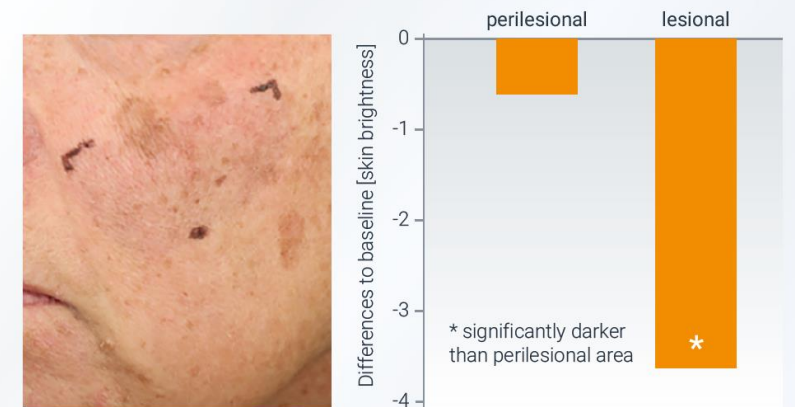 perilesional
lesional
Differences to baseline [skin brightness]
0
-1
-2
-3
-4
* significantly darker
than perilesional area
*